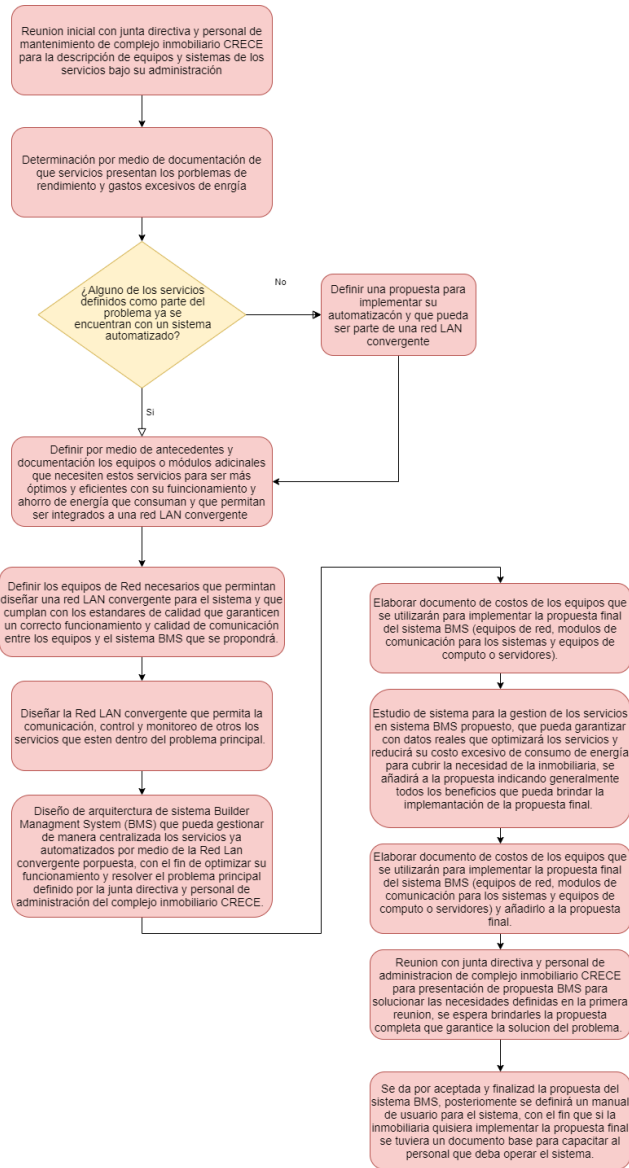 Reunion inicial con junta directiva y personal de
mantenimiento de complejo inmobiliario CRECE
para la descripción de equipos y sistemas de los
servicios bajo su administración
Determinación por medio de documentación de
que servicios presentan los porblemas de
rendimiento y gastos excesivos de enrgía
¿Alguno de los servicios
definidos como parte del
problema ya se
encuentran con un sistema
automatizado?
No
Definir una propuesta para
implementar su
automatizacón y que pueda
ser parte de una red LAN
convergente
Si
Definir por medio de antecedentes y
documentación los equipos o módulos adicinales
que necesiten estos servicios para ser más
óptimos y eficientes con su fuincionamiento y
ahorro de energía que consuman y que permitan
ser integrados a una red LAN convergente
Definir los equipos de Red necesarios que permintan
diseñar una red LAN convergente para el sistema y que
cumplan con los estandares de calidad que garanticen
un correcto funcionamiento y calidad de comunicación
entre los equipos y el sistema BMS que se propondrá.
Diseñar la Red LAN convergente que permita la
comunicación, control y monitoreo de otros los
servicios que esten dentro del problema principal.
Diseño de arquiterctura de sistema Builder
Managment System (BMS) que pueda gestionar
de manera centralizada los servicios ya
automatizados por medio de la Red Lan
convergente porpuesta, con el fin de optimizar su
funcionamiento y resolver el problema principal
definido por la junta directiva y personal de
administración del complejo inmobiliario CRECE.
Elaborar documento de costos de los equipos que
se utilizarán para implementar la propuesta final
del sistema BMS (equipos de red, modulos de
comunicación para los sistemas y equipos de
computo o servidores).
Estudio de sistema para la gestion de los servicios
en sistema BMS propuesto, que pueda garantizar
con datos reales que optimizará los servicios y
reducirá su costo excesivo de consumo de energía
para cubrir la necesidad de la inmobiliaria, se
añadirá a la propuesta indicando generalmente
todos los beneficios que pueda brindar la
implemantación de la propuesta final.
Elaborar documento de costos de los equipos que
se utilizarán para implementar la propuesta final
del sistema BMS (equipos de red, modulos de
comunicación para los sistemas y equipos de
computo o servidores) y añadirlo a la propuesta
final.
Reunion con junta directiva y personal de
administracion de complejo inmobiliario CRECE
para presentación de propuesta BMS para
solucionar las necesidades definidas en la primera
reunion, se espera brindarles la propuesta
completa que garantice la solucion del problema.
Se da por aceptada y finalizad la propuesta del
sistema BMS, posteriormente se definirá un manual
de usuario para el sistema, con el fin que si la
inmobiliaria quisiera implementar la propuesta final
se tuviera un documento base para capacitar al
personal que deba operar el sistema.